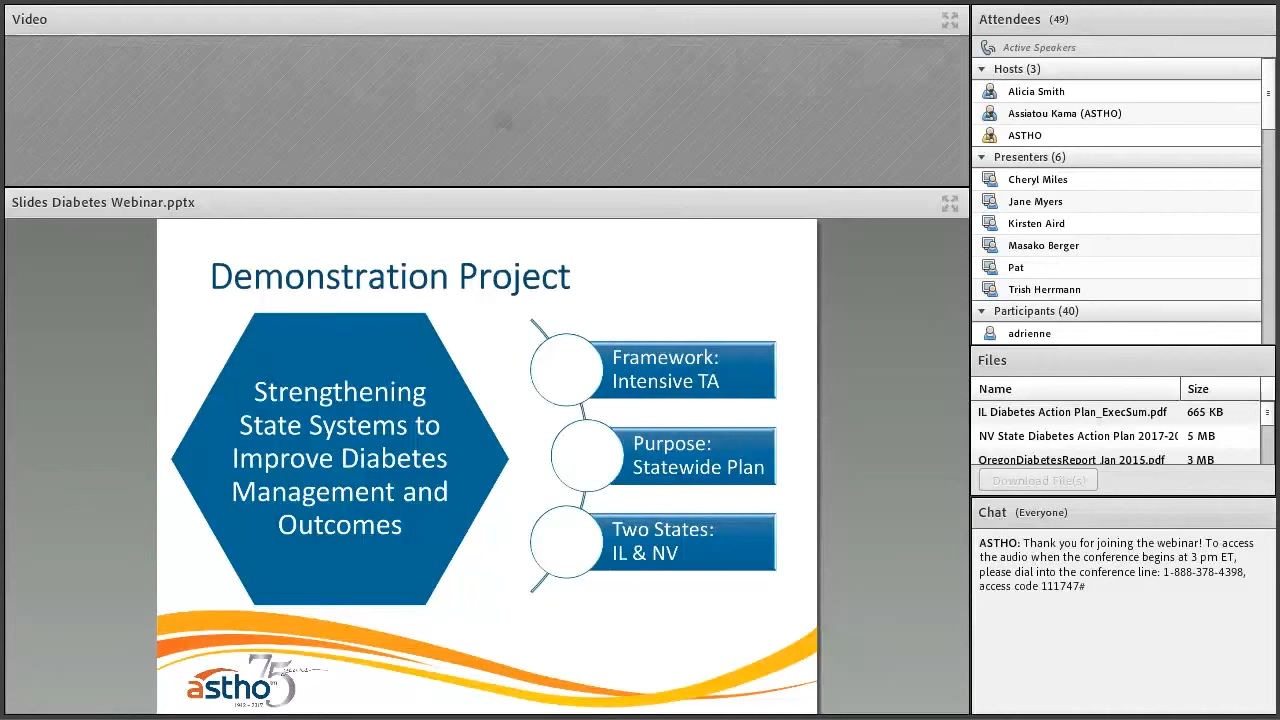 Video
Slides Diabetes Webinar.pptx
Demonstration Project
Strengthening
State Systems to
Improve Diabetes
Management and
Outcomes
Framework:
Intensive TA
Purpose:
Statewide Plan
Two States:
IL & NV
astho
75
1942 – 2017
Attendees (49)
Active Speakers
Hosts (3)
Alicia Smith
Assiatou Kama (ASTHO)
ASTHO
Presenters (6)
Cheryl Miles
Jane Myers
Kirsten Aird
Masako Berger
Pat
Trish Herrmann
Participants (40)
adrienne
Files
Name Size
IL Diabetes Action Plan_ExecSum.pdf 665 KB
NV State Diabetes Action Plan 2017-20 5 MB
OregonDiabetesReport Jan 2015.pdf 3 MB
Download File(s)
Chat (Everyone)
ASTHO: Thank you for joining the webinar! To access
the audio when the conference begins at 3 pm ET,
please dial into the conference line: 1-888-378-4398,
access code 111747#